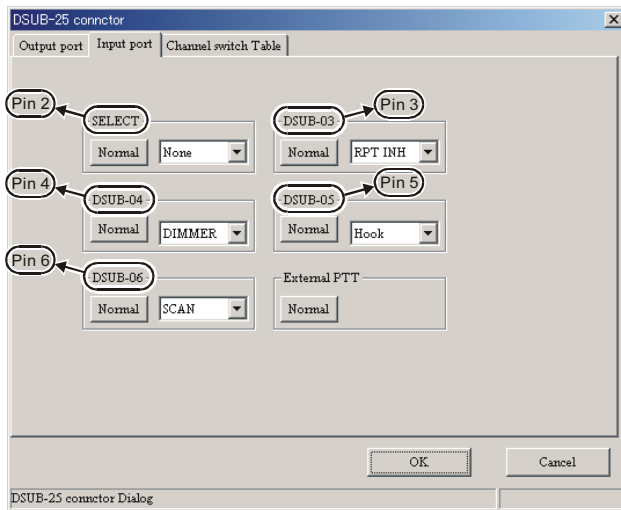 DSUB-25 connctor
Output port Input port Channel switch Table
Pin 2 Pin 3
SELECT DSUB-03
Normal None Normal RPT INH
Pin 4 Pin 5
DSUB-04 DSUB-05
Normal DIMMER Normal Hook
Pin 6
DSUB-06 External PTT
Normal SCAN Normal
OK Cancel
DSUB-25 connctor Dialog